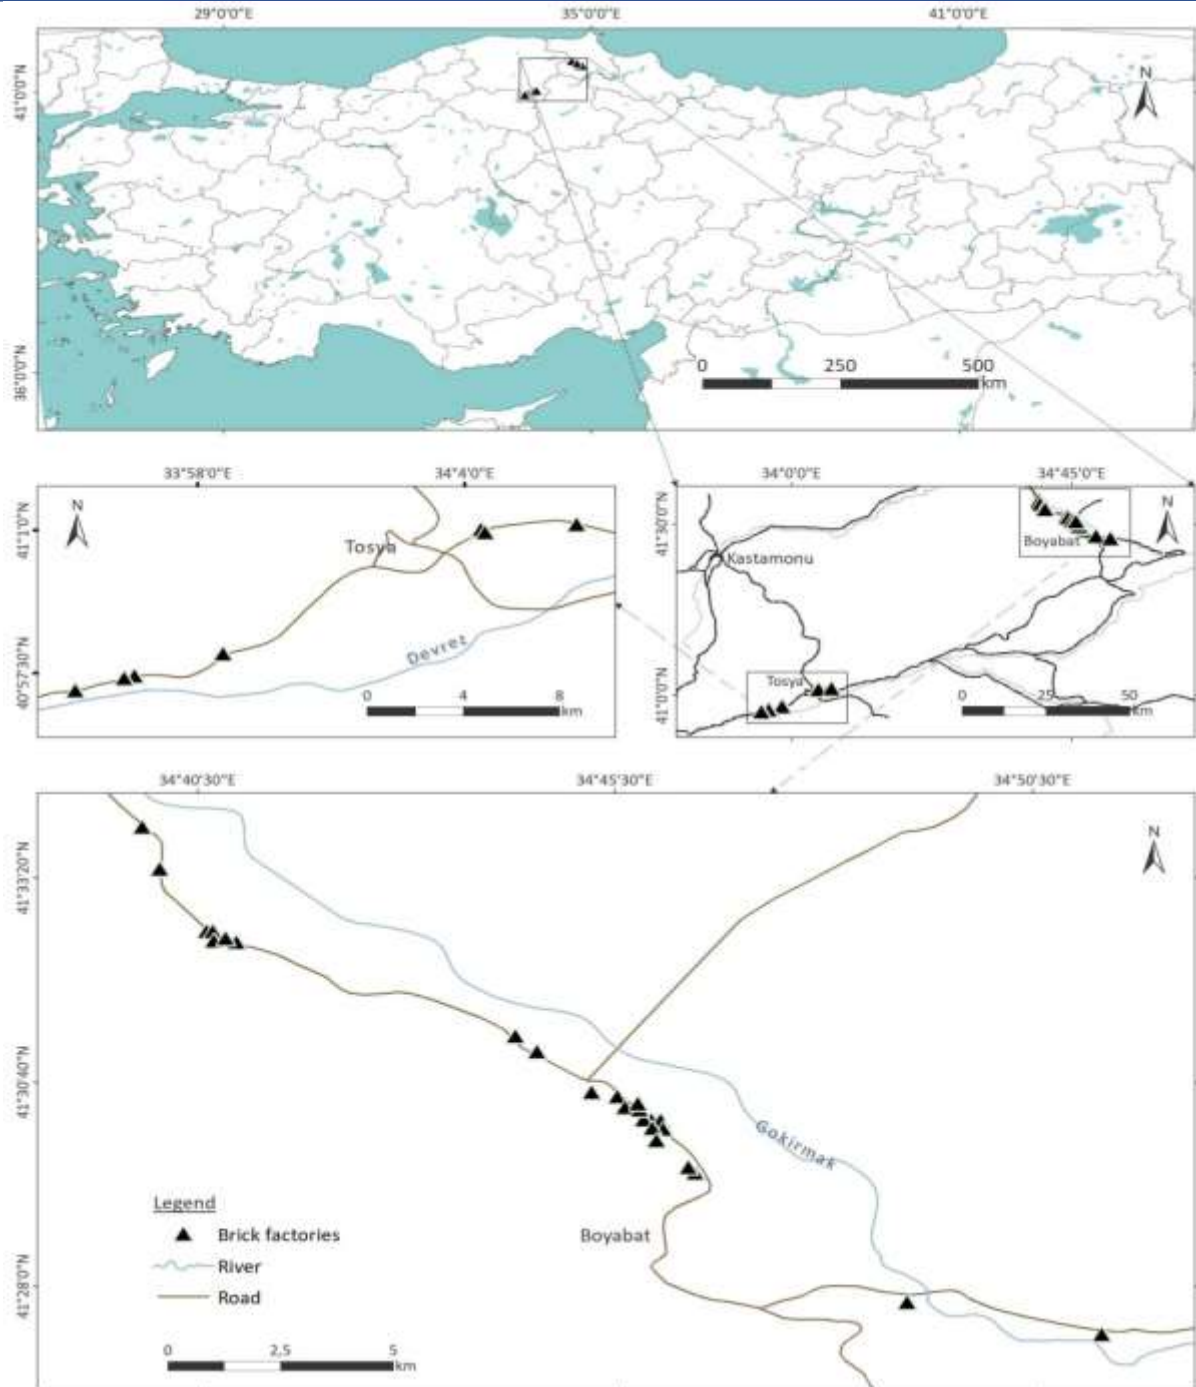 29°0'0"E 35°0'0"E 41°0'0"E
41°0'0"N
N
36°0'0"N
0 250 500
km
33°58'0"E 34°4'0"E
N
41°1'0"N
Tosya
Devret
40°57'30"N
0 4 8
km
34°0'0"E 34°45'0"E
41°30'0"N
N
Boyabat
Kastamonu
Tosya
41°0'0"N
0 25 50
km
34°40'30"E 34°45'30"E 34°50'30"E
N
41°33'20"N
41°30'40"N
Gokirmak
Legend
Brick factories
Boyabat
River
41°28'0"N
Road
0 2,5 5
km